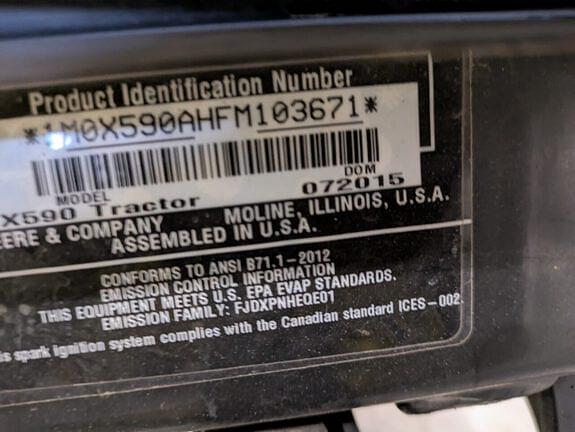 Product Identification Number
*1M0X590AHFM103671*
MODEL DOM
X590 Tractor 072015
EERE & COMPANY MOLINE, ILLINOIS, U.S.A.
ASSEMBLED IN U.S.A.
CONFORMS TO ANSI B71.1-2012
EMISSION CONTROL INFORMATION
THIS EQUIPMENT MEETS U.S. EPA EVAP STANDARDS.
EMISSION FAMILY: FJDXPNHEQE01
is spark ignition system complies with the Canadian standard ICES-002